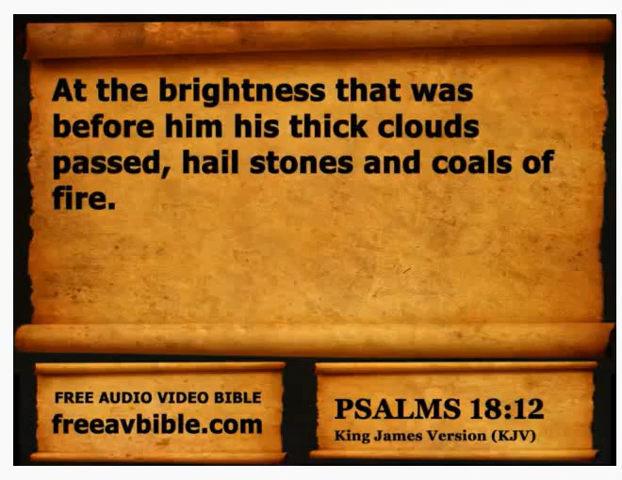 At the brightness that was
before him his thick clouds
passed, hail stones and coals of
fire.
FREE AUDIO VIDEO BIBLE
freeavbible.com
PSALMS 18:12
King James Version (KJV)